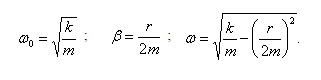 ω₀ = √(k/m) ; β = r/2m ; ω = √(k/m − (r/2m)²).